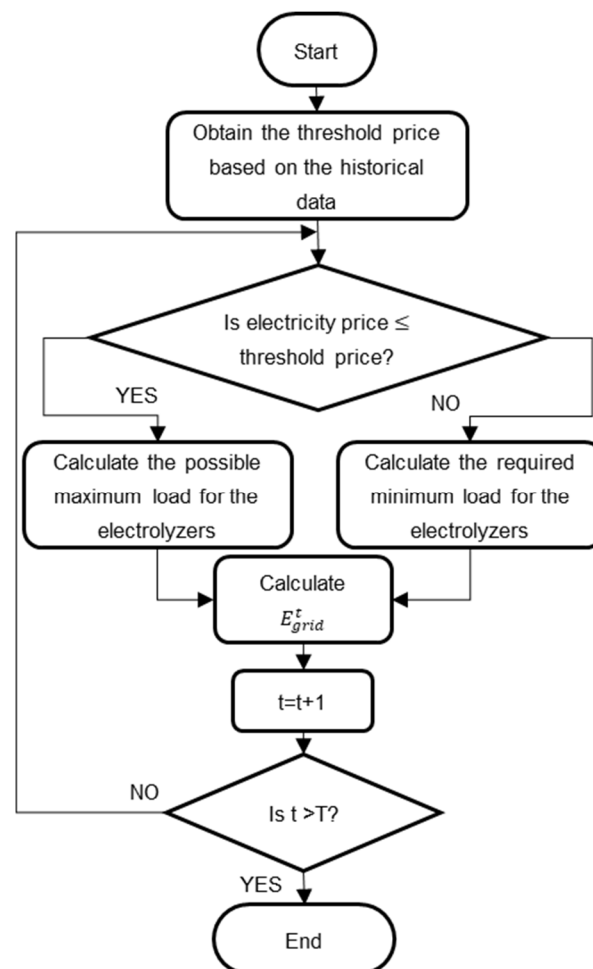 Start
Obtain the threshold price
based on the historical
data
Is electricity price ≤
threshold price?
YES
NO
Calculate the possible
maximum load for the
electrolyzers
Calculate the required
minimum load for the
electrolyzers
Calculate
E_{grid}^{t}
t=t+1
NO
Is t >T?
YES
End